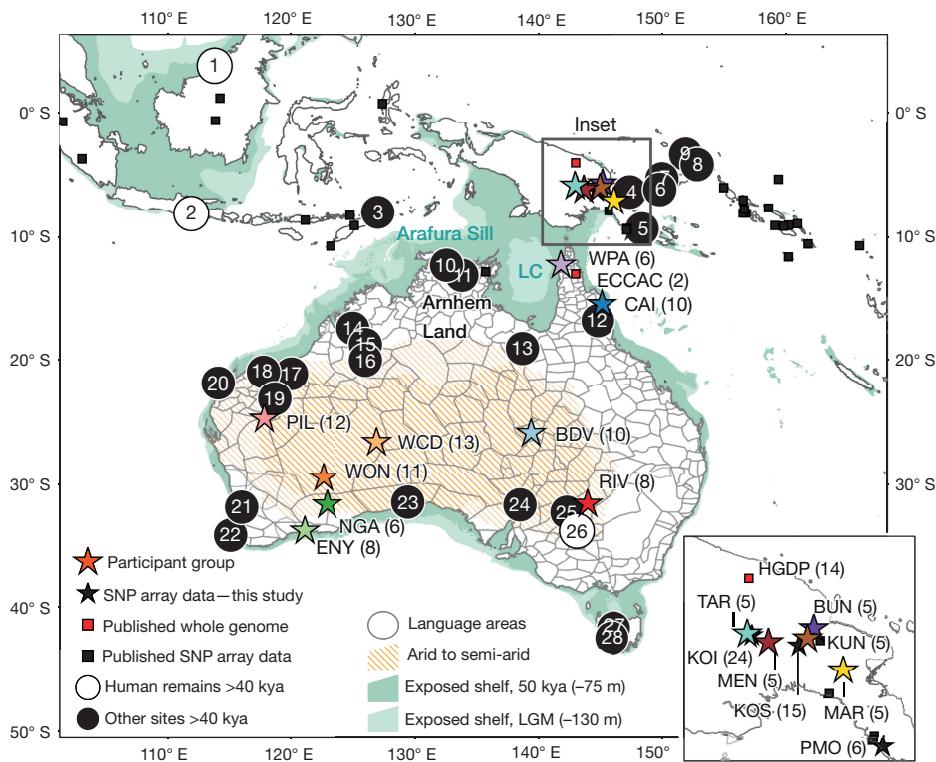 110° E 120° E 130° E 140° E 150° E 160° E
1
0° S 0° S
Inset
9
8
7
4 6
2 3
5
10° S 10° S
Arafura Sill
WPA (6)
10 11 LC
ECCAC (2)
Arnhem CAI (10)
Land
12
14
15 13
16
20° S 20° S
18 17
20
19
PIL (12)
WCD (13) BDV (10)
WON (11) RIV (8)
30° S 30° S
21 23 24 25
NGA (6) 26
22
ENY (8)
Participant group
SNP array data—this study
Published whole genome
Published SNP array data
Human remains >40 kya
Other sites >40 kya
Language areas
Arid to semi-arid
Exposed shelf, 50 kya (–75 m)
Exposed shelf, LGM (–130 m)
27
28
40° S
50° S
HGDP (14)
TAR (5) BUN (5)
KOI (24) KUN (5)
MEN (5)
KOS (15) MAR (5)
PMO (6)
110° E 120° E 130° E 140° E 150°